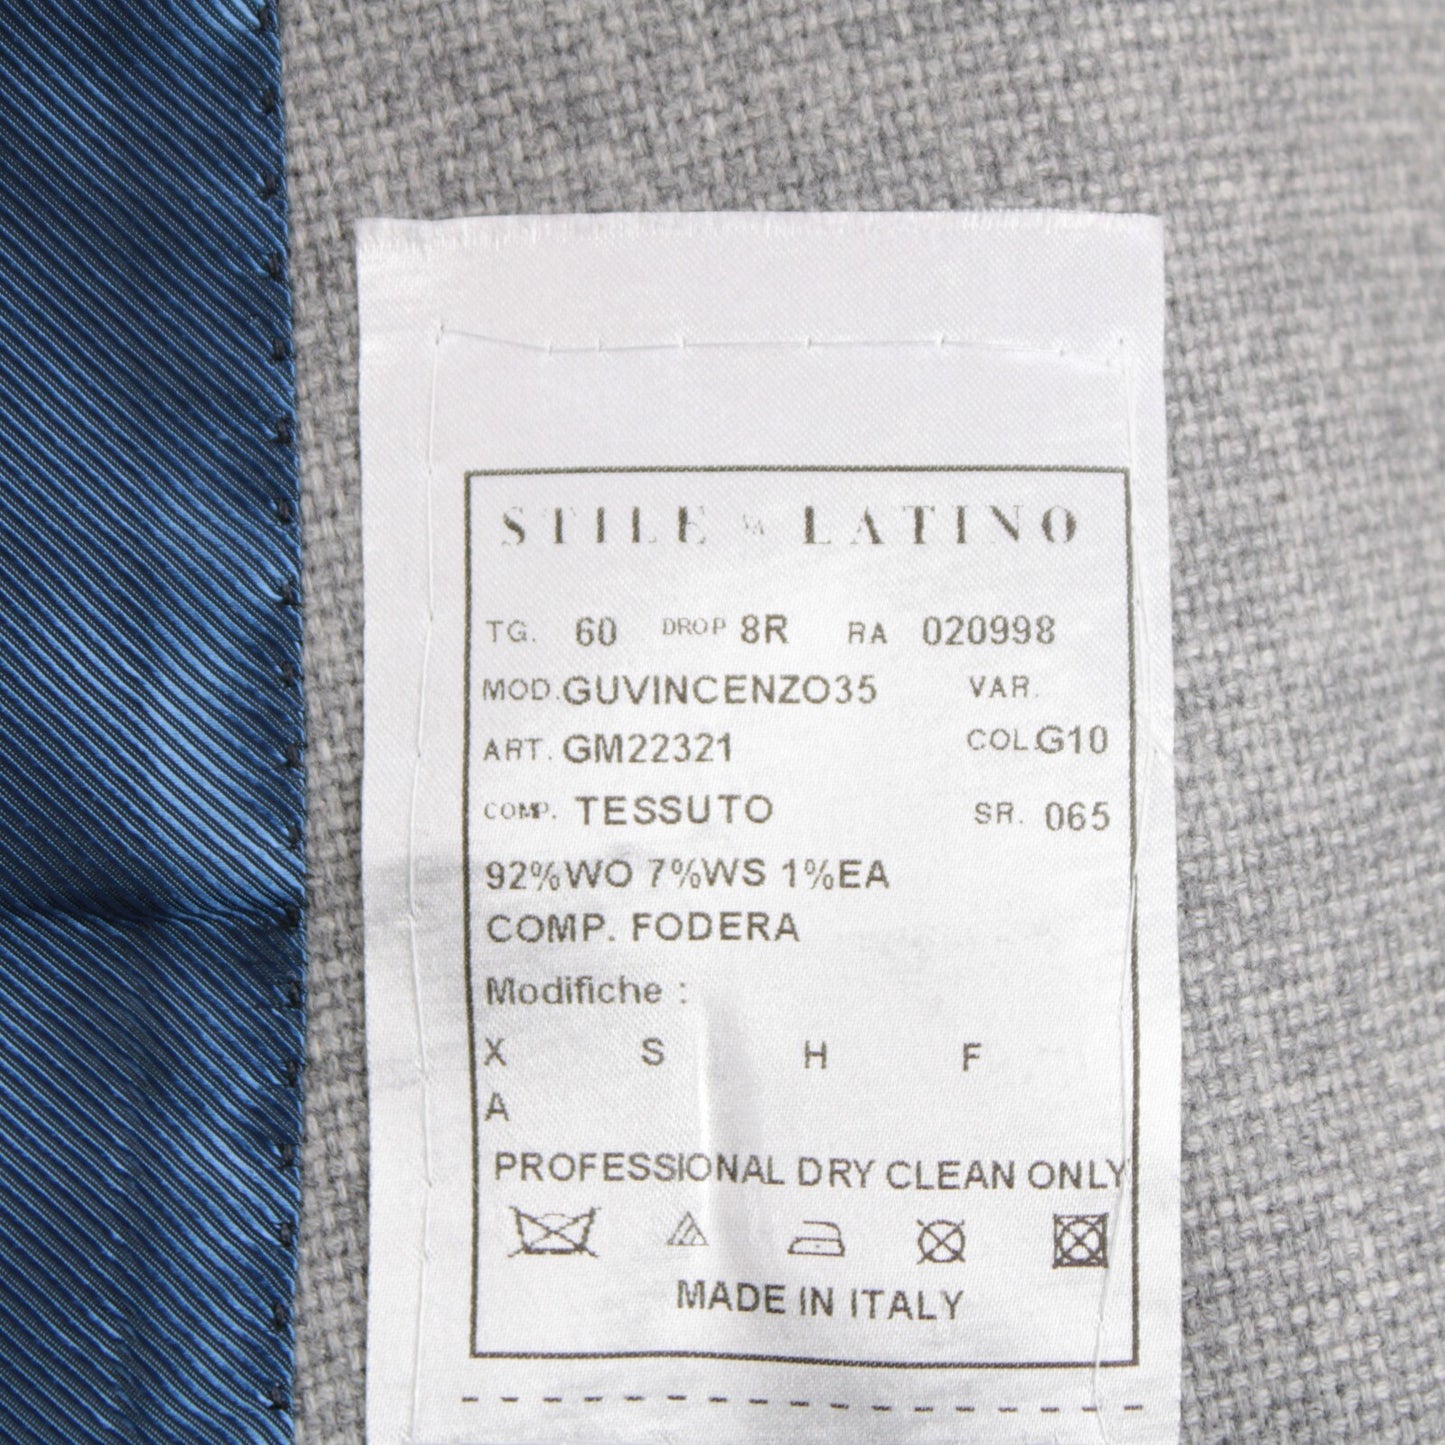 STILE LATINO
TG. 60 DROP 8R RA 020998
MOD. GUVINCENZO35 VAR.
ART. GM22321 COL. G10
COMP. TESSUTO SR. 065
92%WO 7%WS 1%EA
COMP. FODERA
Modifiche :
X S H F
A
PROFESSIONAL DRY CLEAN ONLY
MADE IN ITALY